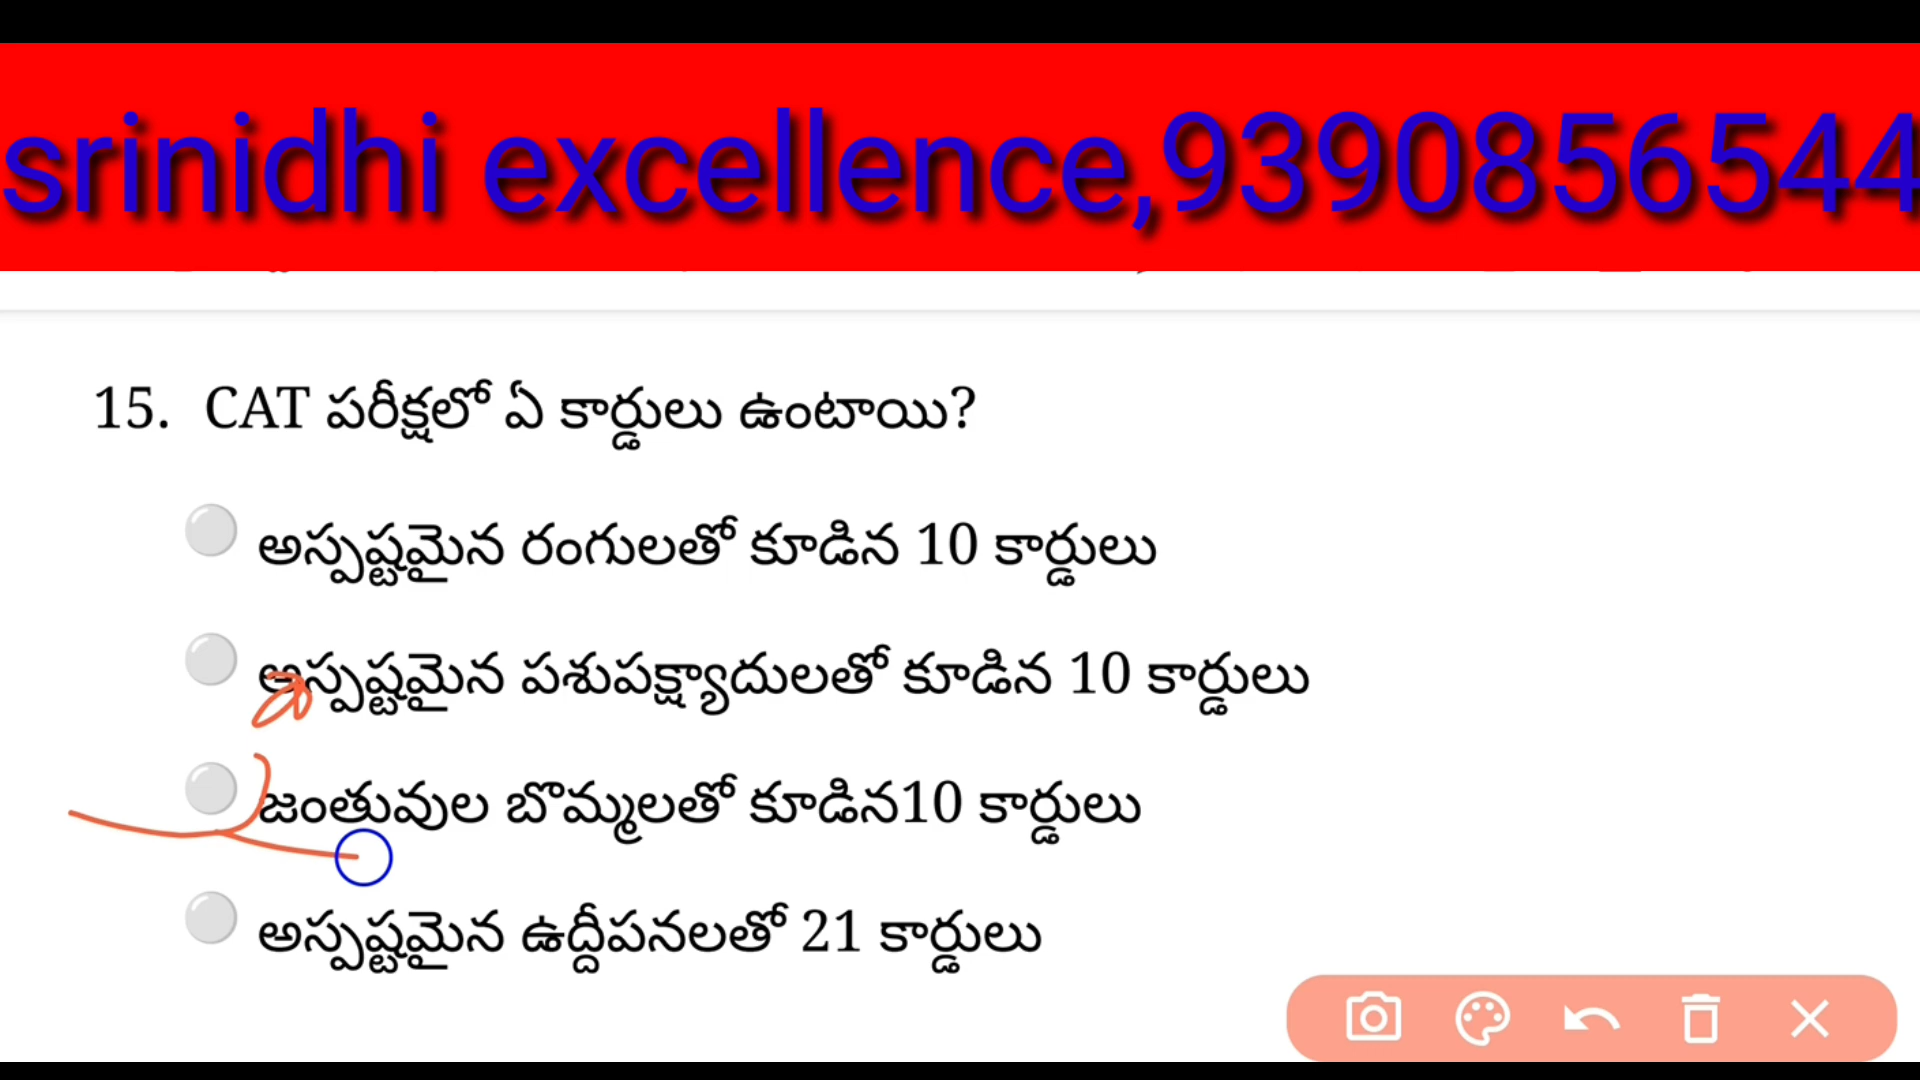 srinidhi excellence,9390856544
15. CAT పరీక్షలో ఏ కార్డులు ఉంటాయి?
అస్పష్టమైన రంగులతో కూడిన 10 కార్డులు
అస్పష్టమైన పశుపక్ష్యాదులతో కూడిన 10 కార్డులు
జంతువుల బొమ్మలతో కూడిన10 కార్డులు
అస్పష్టమైన ఉద్దీపనలతో 21 కార్డులు